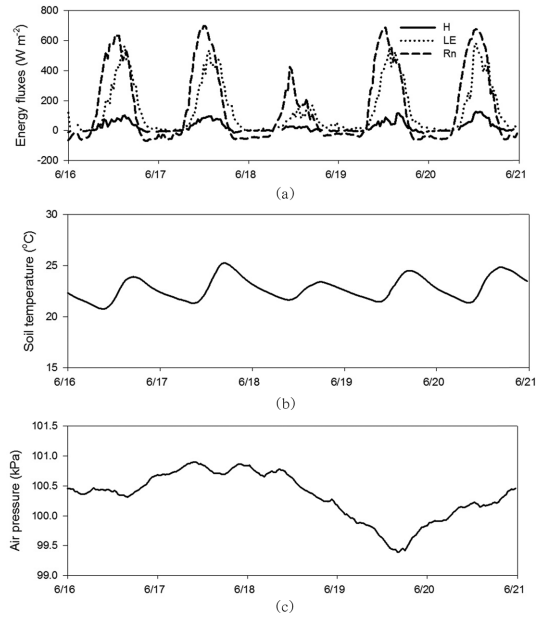 800
600
400
200
0
-200
Energy fluxes (W m⁻²)
H
LE
Rn
6/16 6/17 6/18 6/19 6/20 6/21
(a)
30
25
20
15
Soil temperature (°C)
6/16 6/17 6/18 6/19 6/20 6/21
(b)
101.5
101.0
100.5
100.0
99.5
99.0
Air pressure (kPa)
6/16 6/17 6/18 6/19 6/20 6/21
(c)